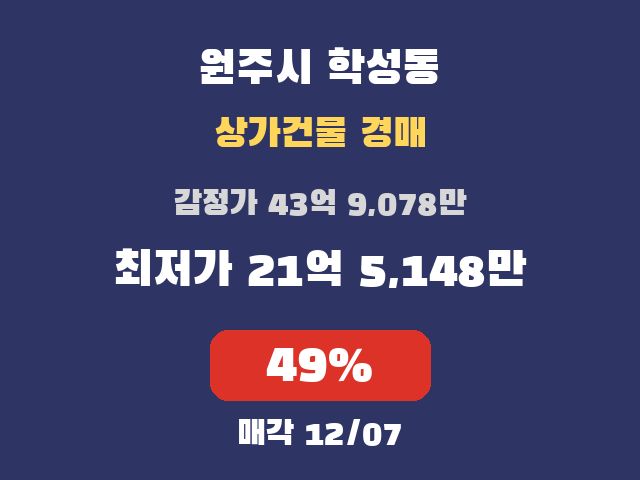 원주시 학성동
상가건물 경매
감정가 43억 9,078만
최저가 21억 5,148만
49%
매각 12/07